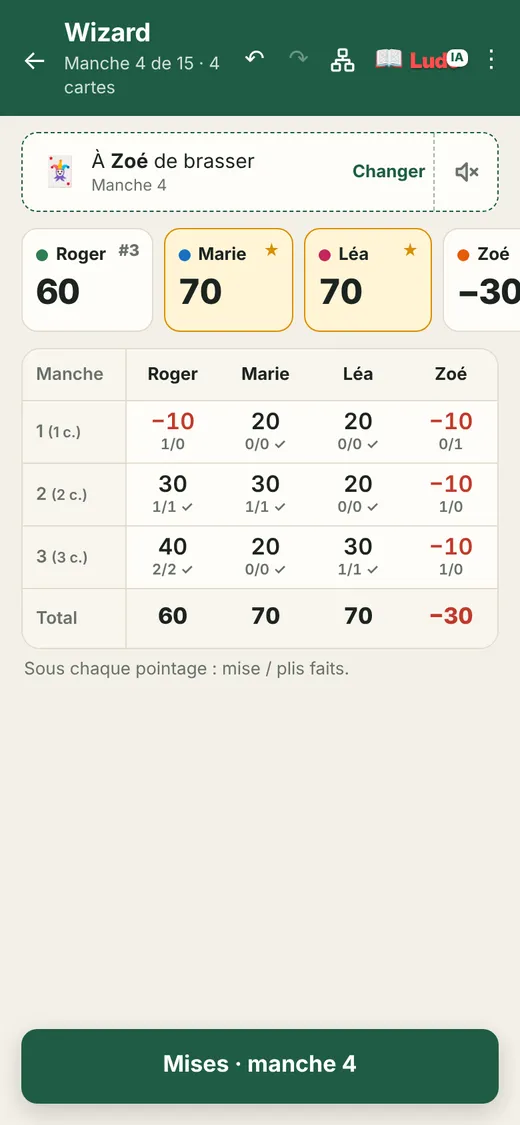 Wizard
Manche 4 de 15 · 4
cartes
IA
À Zoé de brasser
Manche 4
Changer
Roger #3
60
Marie ★
70
Léa ★
70
Zoé
−30
Manche Roger Marie Léa Zoé
1 (1 c.) −10 20 20 −10
1/0 0/0 ✓ 0/0 ✓ 0/1
2 (2 c.) 30 30 20 −10
1/1 ✓ 1/1 ✓ 0/0 ✓ 1/0
3 (3 c.) 40 20 30 −10
2/2 ✓ 0/0 ✓ 1/1 ✓ 1/0
Total 60 70 70 −30
Sous chaque pointage : mise / plis faits.
Mises · manche 4